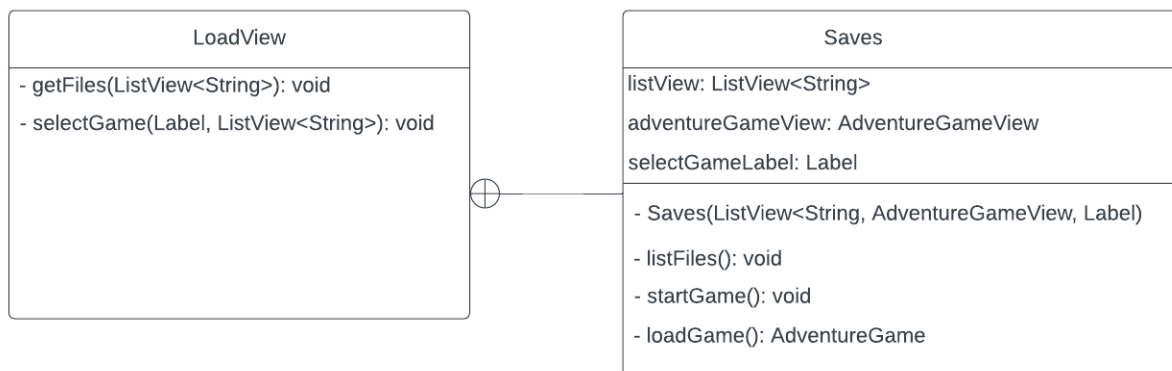 LoadView
- getFiles(ListView<String>): void
- selectGame(Label, ListView<String>): void
Saves
listView: ListView<String>
adventureGameView: AdventureGameView
selectGameLabel: Label
- Saves(ListView<String, AdventureGameView, Label)
- listFiles(): void
- startGame(): void
- loadGame(): AdventureGame